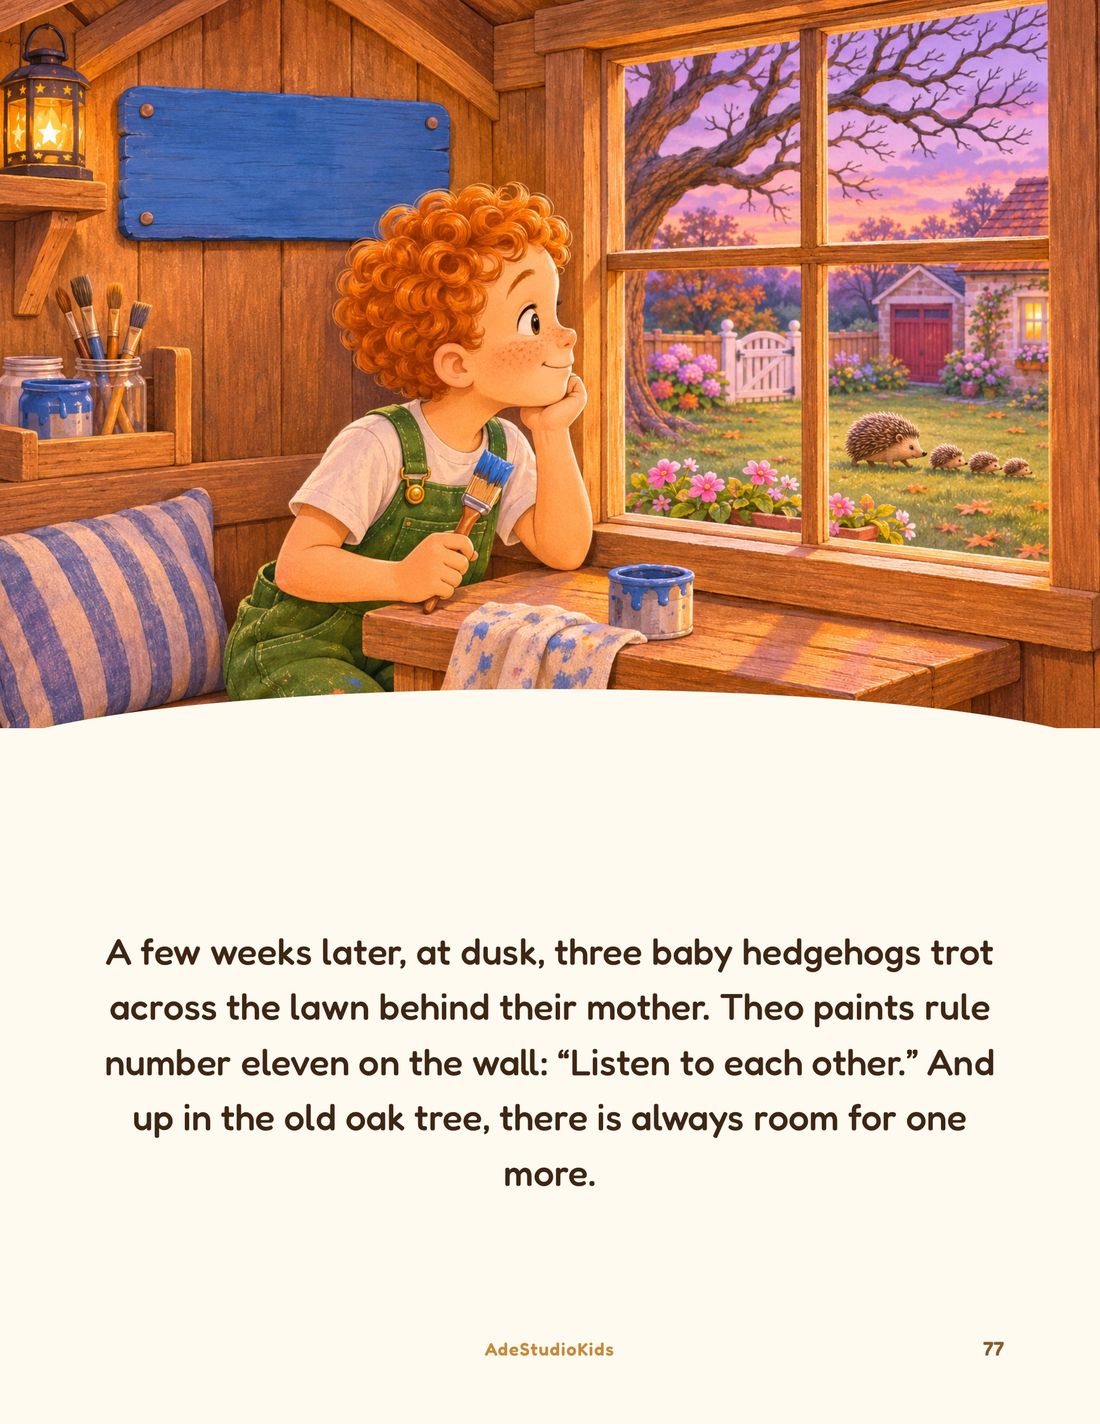 A few weeks later, at dusk, three baby hedgehogs trot
across the lawn behind their mother. Theo paints rule
number eleven on the wall: “Listen to each other.” And
up in the old oak tree, there is always room for one
more.
AdeStudioKids
77